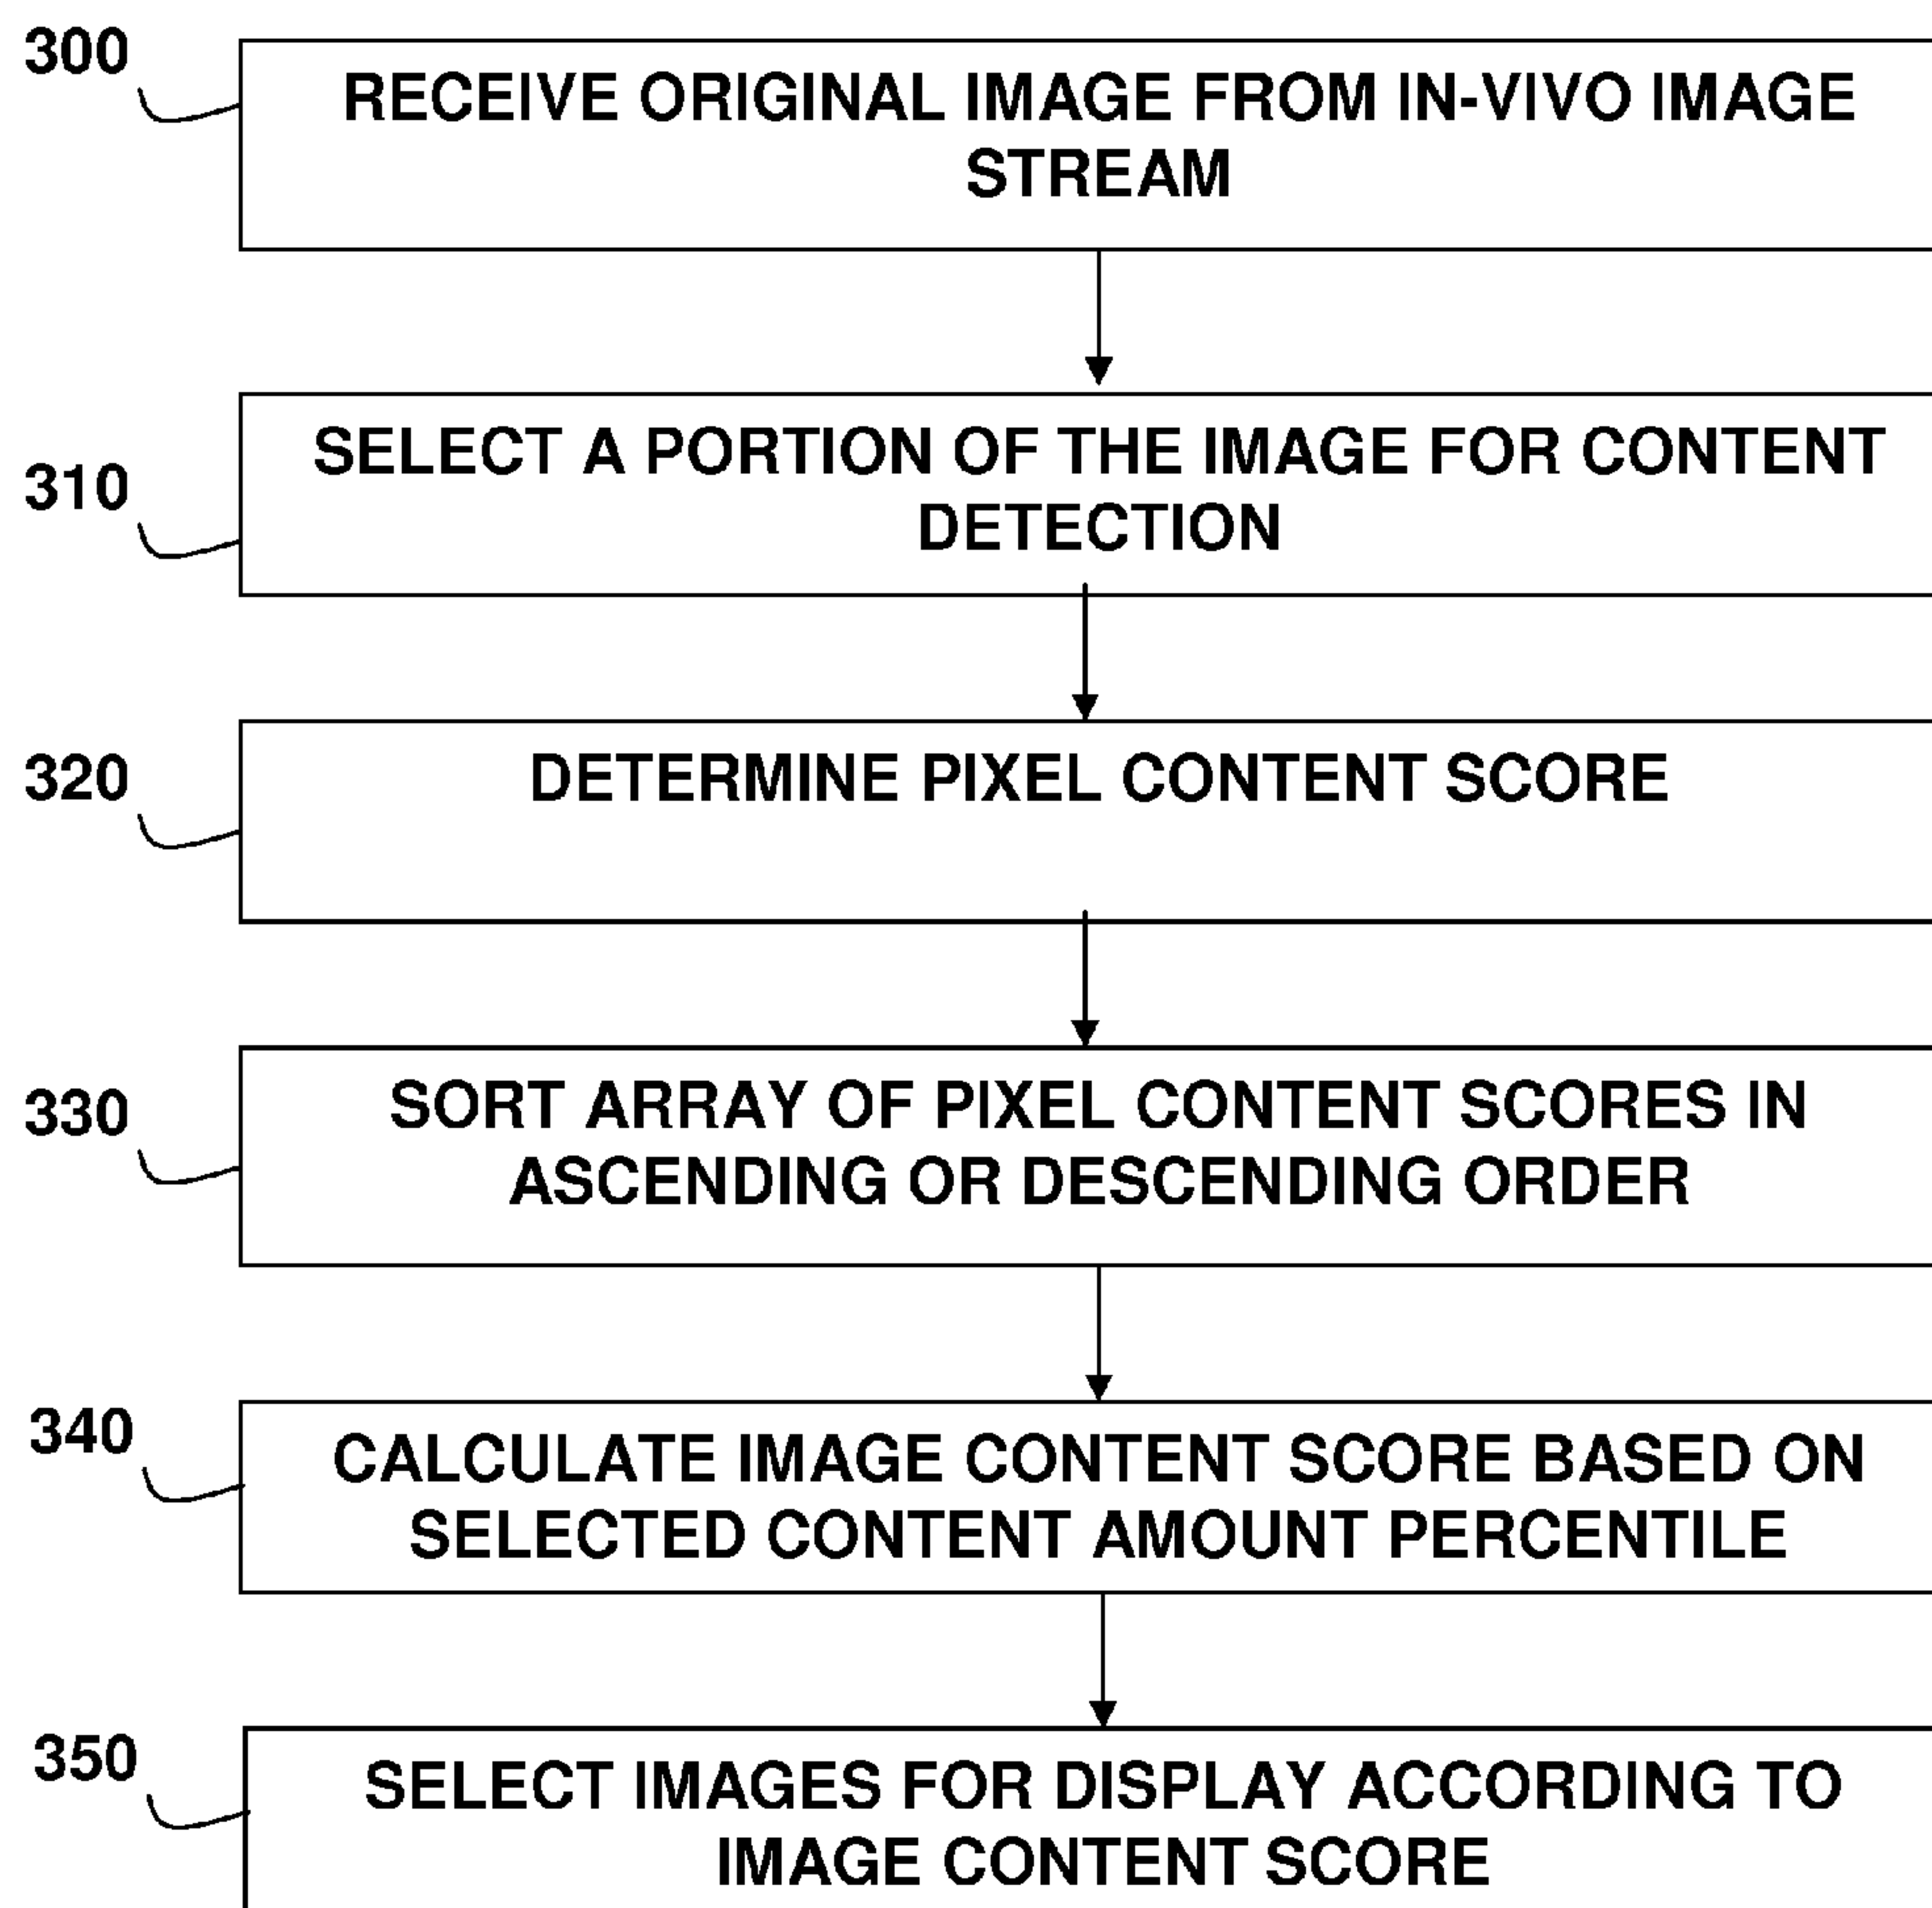 300
RECEIVE ORIGINAL IMAGE FROM IN-VIVO IMAGE
STREAM
310
SELECT A PORTION OF THE IMAGE FOR CONTENT
DETECTION
320
DETERMINE PIXEL CONTENT SCORE
330
SORT ARRAY OF PIXEL CONTENT SCORES IN
ASCENDING OR DESCENDING ORDER
340
CALCULATE IMAGE CONTENT SCORE BASED ON
SELECTED CONTENT AMOUNT PERCENTILE
350
SELECT IMAGES FOR DISPLAY ACCORDING TO
IMAGE CONTENT SCORE